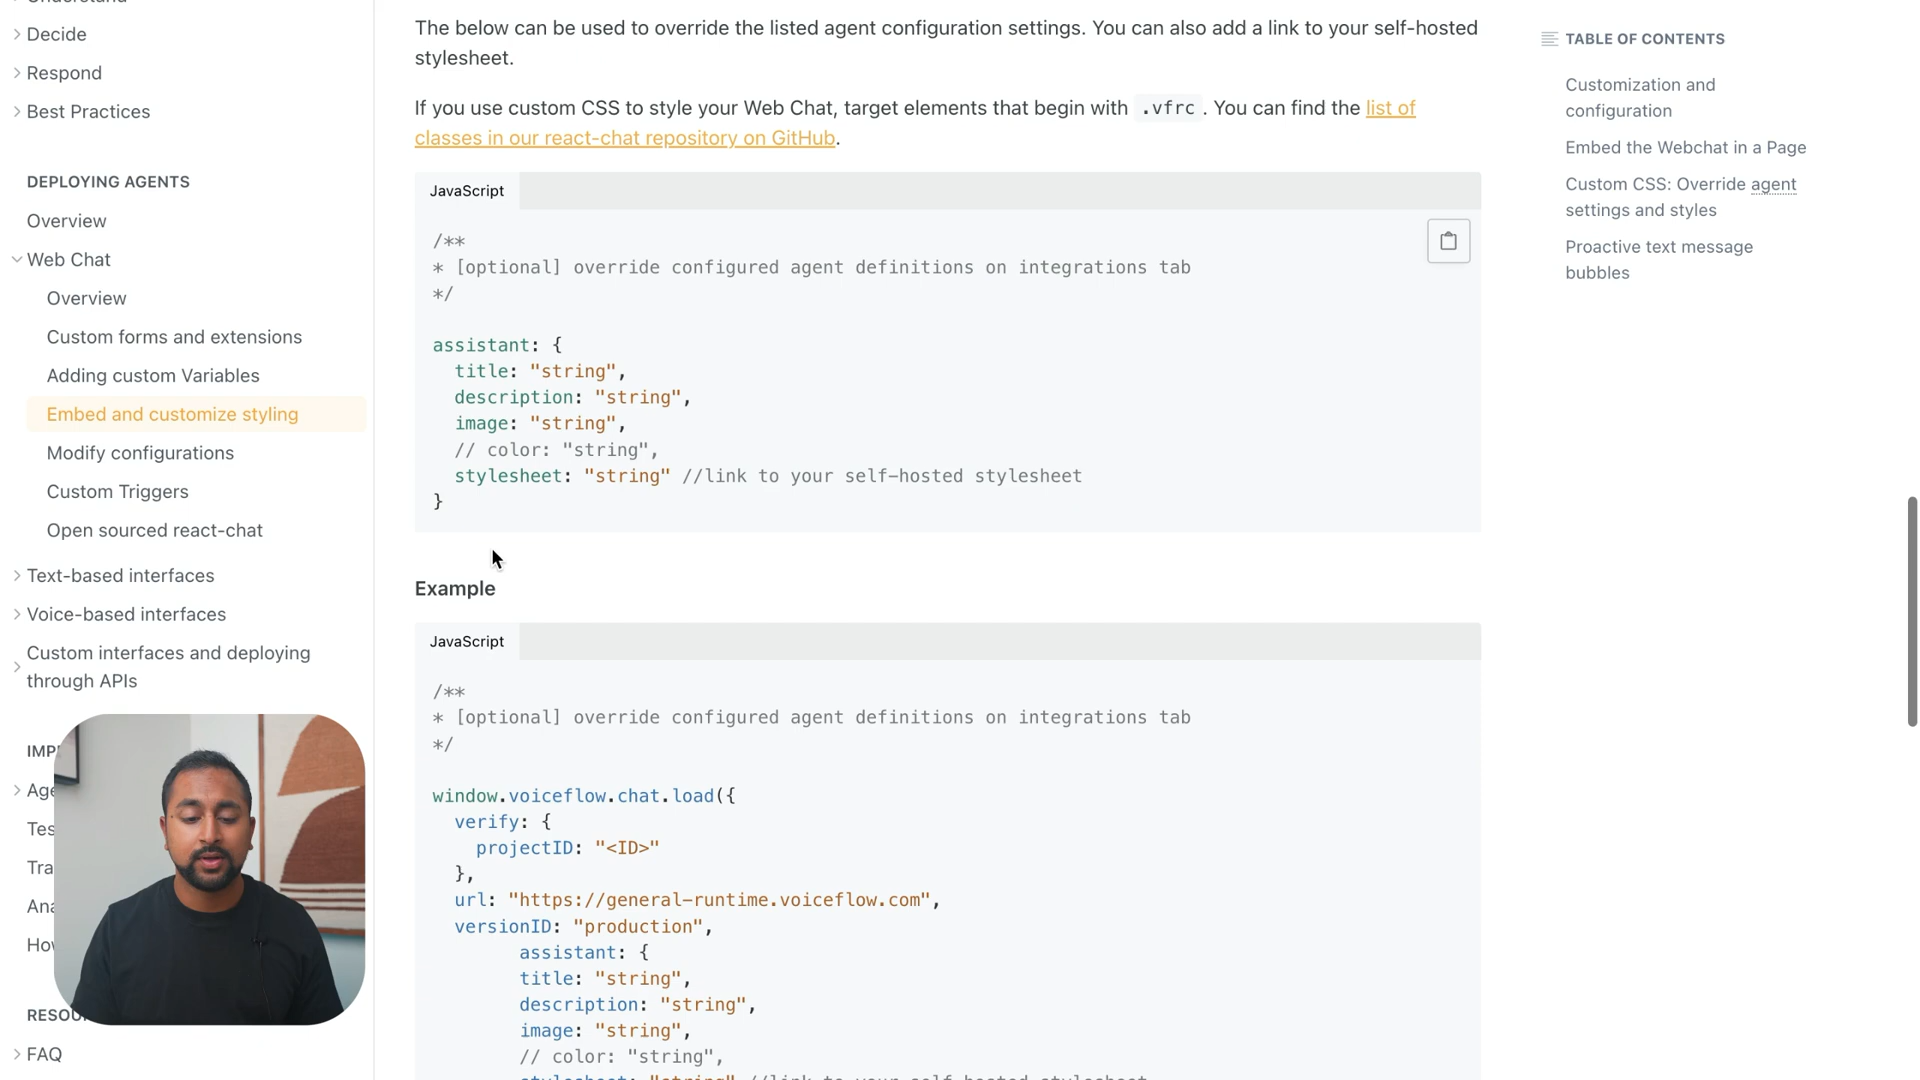 Decide
Respond
Best Practices
DEPLOYING AGENTS
Overview
Web Chat
Overview
Custom forms and extensions
Adding custom Variables
Embed and customize styling
Modify configurations
Custom Triggers
Open sourced react-chat
Text-based interfaces
Voice-based interfaces
Custom interfaces and deploying
through APIs
FAQ
The below can be used to override the listed agent configuration settings. You can also add a link to your self-hosted
stylesheet.
If you use custom CSS to style your Web Chat, target elements that begin with .vfrc . You can find the list of
classes in our react-chat repository on GitHub.
JavaScript
/**
* [optional] override configured agent definitions on integrations tab
*/
assistant: {
title: "string",
description: "string",
image: "string",
// color: "string",
stylesheet: "string" //link to your self-hosted stylesheet
}
Example
JavaScript
/**
* [optional] override configured agent definitions on integrations tab
*/
window.voiceflow.chat.load({
verify: {
projectID: "<ID>"
},
url: "https://general-runtime.voiceflow.com",
versionID: "production",
assistant: {
title: "string",
description: "string",
image: "string",
// color: "string",
stylesheet: "string" //link to your self-hosted stylesheet
TABLE OF CONTENTS
Customization and
configuration
Embed the Webchat in a Page
Custom CSS: Override agent
settings and styles
Proactive text message
bubbles